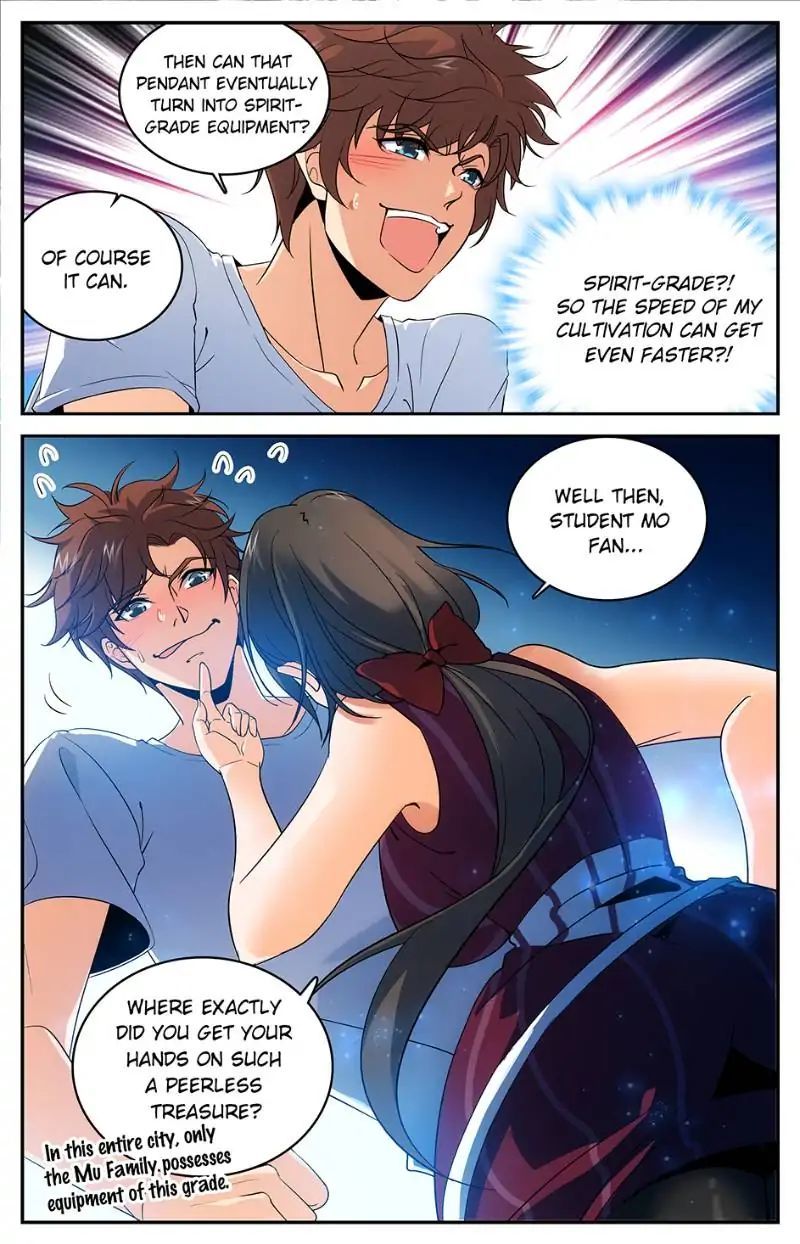 THEN CAN THAT
PENDANT EVENTUALLY
TURN INTO SPIRIT-
GRADE EQUIPMENT?
OF COURSE
IT CAN.
SPIRIT-GRADE?!
SO THE SPEED OF MY
CULTIVATION CAN GET
EVEN FASTER?!
WELL THEN,
STUDENT MO
FAN...
WHERE EXACTLY
DID YOU GET YOUR
HANDS ON SUCH
A PEERLESS
TREASURE?
In this entire city, only
the Mu Family possesses
equipment of this grade.